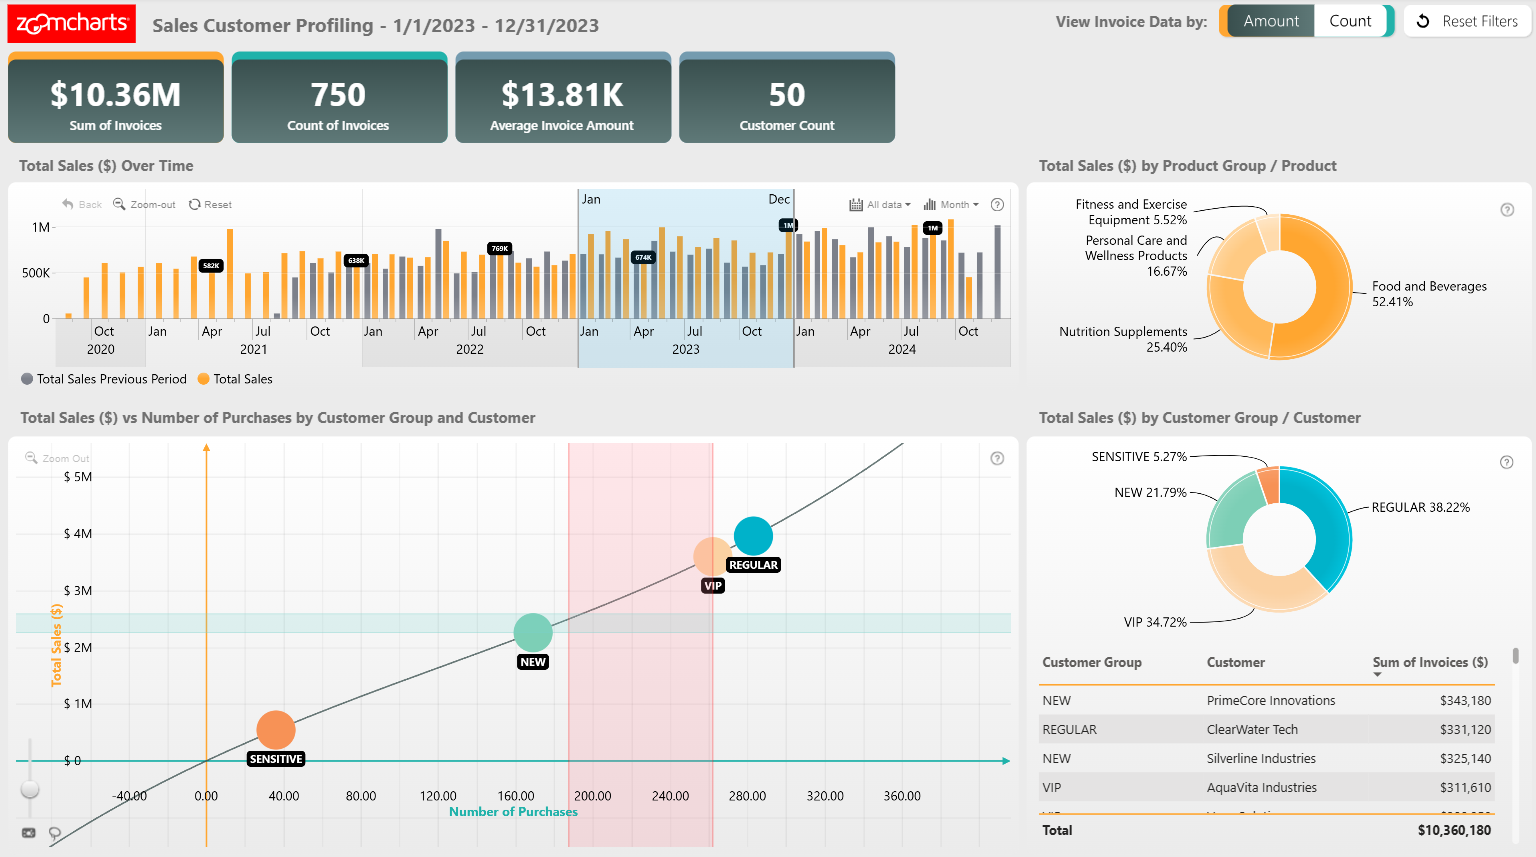 zoomcharts
Sales Customer Profiling - 1/1/2023 - 12/31/2023
View Invoice Data by:
Amount
Count
Reset Filters
$10.36M
Sum of Invoices
750
Count of Invoices
$13.81K
Average Invoice Amount
50
Customer Count
Total Sales ($) Over Time
Back
Zoom-out
Reset
Jan
Dec
All data
Month
?
1M
500K
0
582K
638K
769K
674K
1M
1M
Oct Jan Apr Jul Oct Jan Apr Jul Oct Jan Apr Jul Oct Jan Apr Jul Oct
2020 2021 2022 2023 2024
Total Sales Previous Period
Total Sales
Total Sales ($) by Product Group / Product
?
Fitness and Exercise
Equipment 5.52%
Personal Care and
Wellness Products
16.67%
Nutrition Supplements
25.40%
Food and Beverages
52.41%
Total Sales ($) vs Number of Purchases by Customer Group and Customer
Zoom Out
?
$ 5M
$ 4M
$ 3M
$ 2M
$ 1M
$ 0
Total Sales ($)
REGULAR
VIP
NEW
SENSITIVE
-40.00 0.00 40.00 80.00 120.00 160.00 200.00 240.00 280.00 320.00 360.00
Number of Purchases
Total Sales ($) by Customer Group / Customer
?
SENSITIVE 5.27%
NEW 21.79%
REGULAR 38.22%
VIP 34.72%
Customer Group Customer Sum of Invoices ($)
NEW PrimeCore Innovations $343,180
REGULAR ClearWater Tech $331,120
NEW Silverline Industries $325,140
VIP AquaVita Industries $311,610
Total $10,360,180